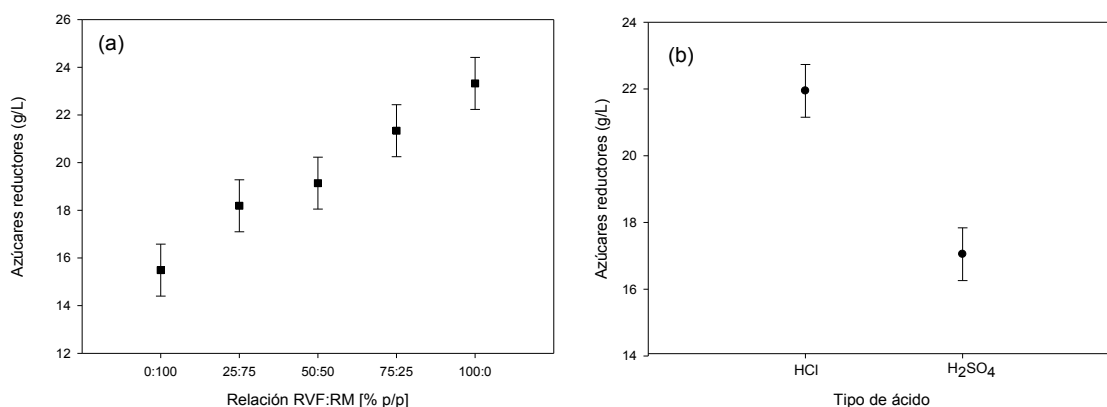 (a)
Azúcares reductores (g/L)
26
24
22
20
18
16
14
12
0:100 25:75 50:50 75:25 100:0
Relación RVF:RM [% p/p]
(b)
Azúcares reductores (g/L)
24
22
20
18
16
14
HCl H₂SO₄
Tipo de ácido